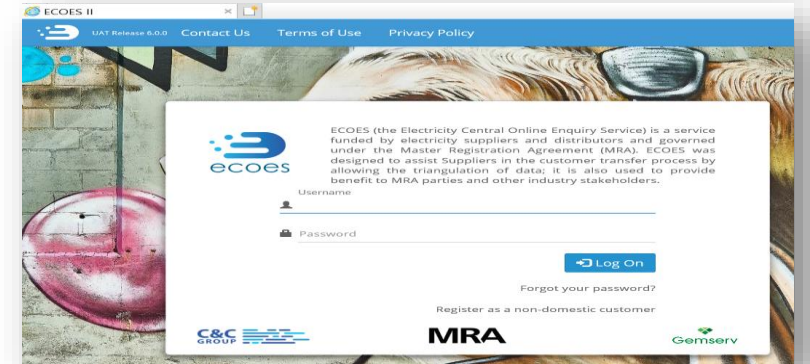 ECOES II
UAT Release 6.0.0 Contact Us Terms of Use Privacy Policy
ecoes
ECOES (the Electricity Central Online Enquiry Service) is a service
funded by electricity suppliers and distributors and governed
under the Master Registration Agreement (MRA). ECOES was
designed to assist Suppliers in the customer transfer process by
allowing the triangulation of data; it is also used to provide
benefit to MRA parties and other industry stakeholders.
Username
Password
Log On
Forgot your password?
Register as a non-domestic customer
C&C
GROUP
MRA
Gemserv